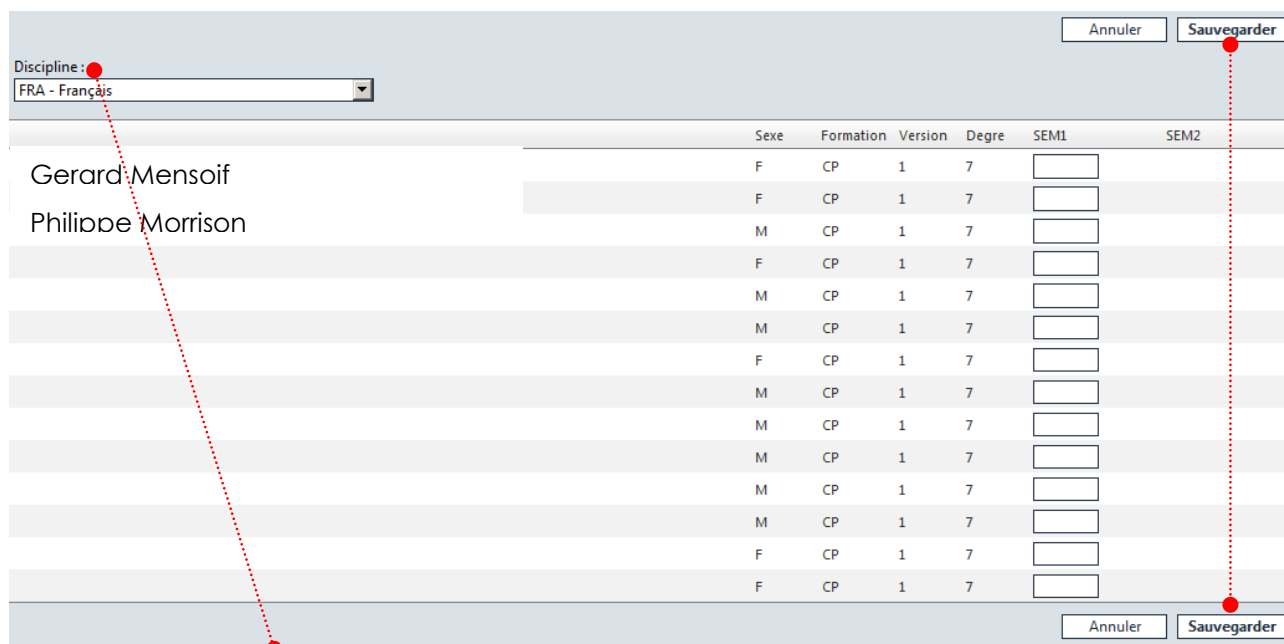 Annuler Sauvegarder
Discipline :
FRA - Français
Sexe Formation Version Degre SEM1 SEM2
Gerard Mensoif F CP 1 7
Philippe Morrison F CP 1 7
M CP 1 7
F CP 1 7
M CP 1 7
M CP 1 7
F CP 1 7
M CP 1 7
M CP 1 7
M CP 1 7
M CP 1 7
M CP 1 7
F CP 1 7
F CP 1 7
Annuler Sauvegarder